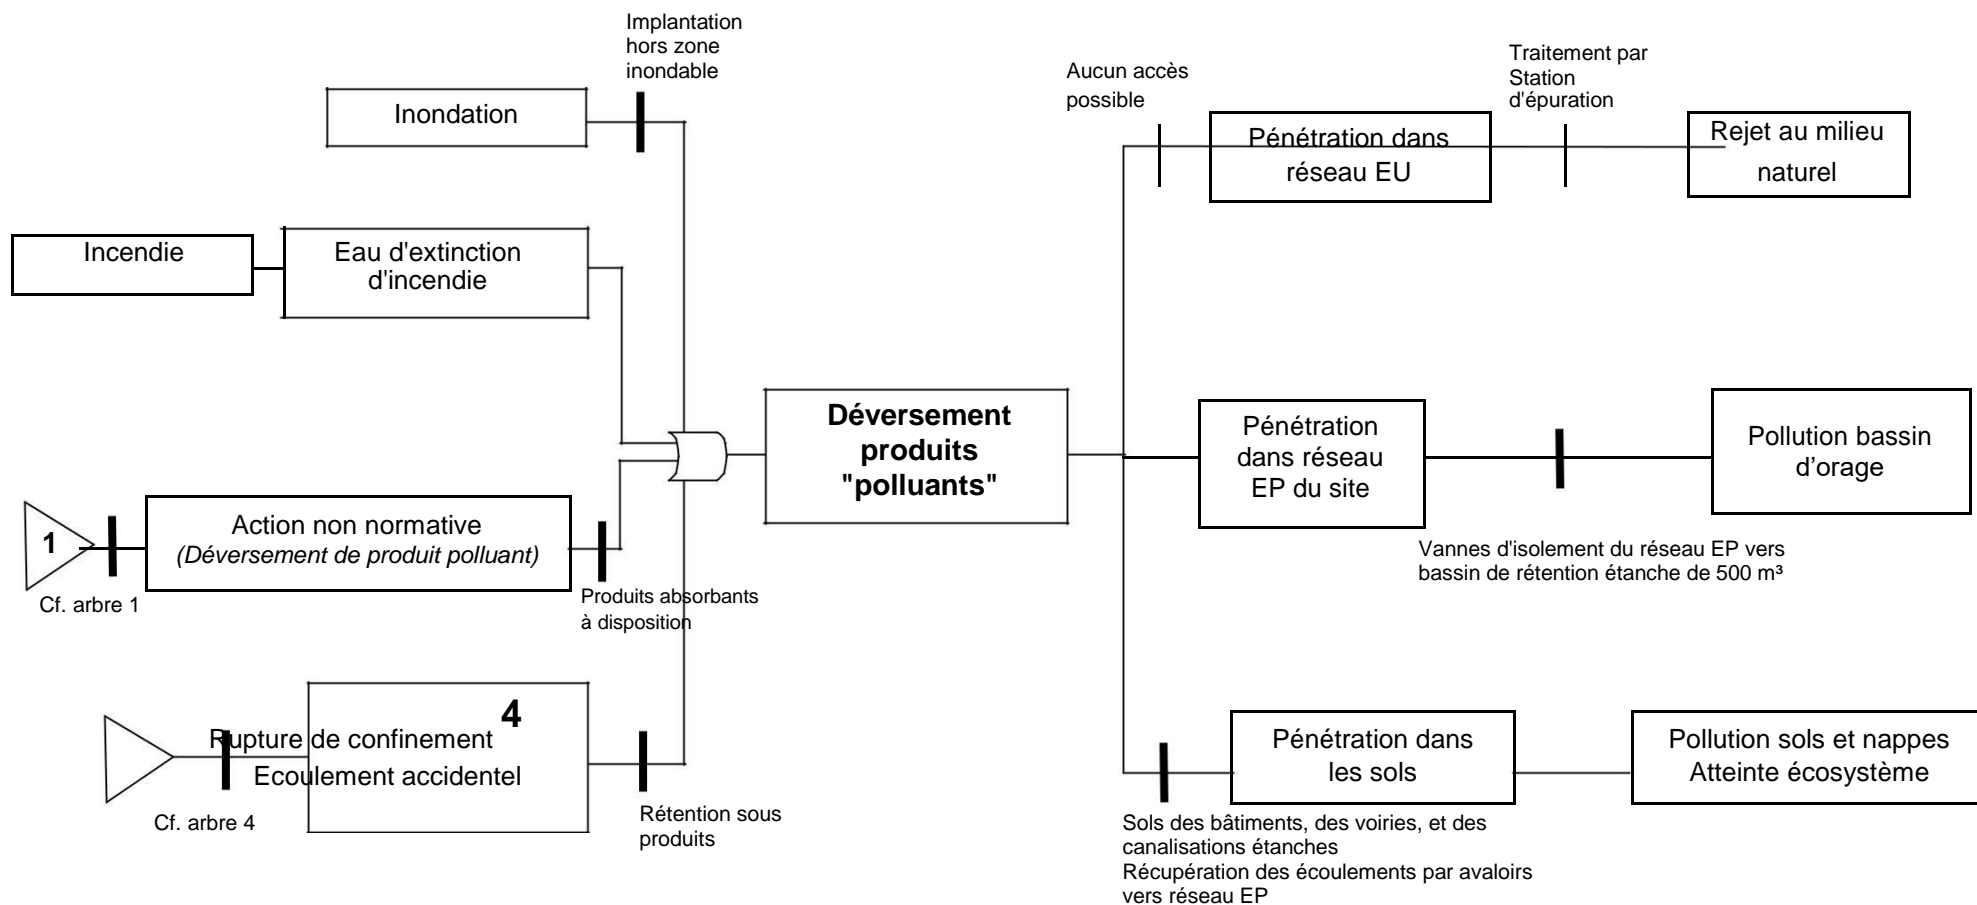 Implantation
hors zone
inondable
Inondation
Incendie
Eau d'extinction
d'incendie
1
Cf. arbre 1
Action non normative
(Déversement de produit polluant)
Produits absorbants
à disposition
4
Rupture de confinement
Ecoulement accidentel
Cf. arbre 4
Rétention sous
produits
Déversement
produits
"polluants"
Aucun accès
possible
Pénétration dans
réseau EU
Traitement par
Station
d'épuration
Rejet au milieu
naturel
Pénétration
dans réseau
EP du site
Vannes d'isolement du réseau EP vers
bassin de rétention étanche de 500 m³
Pollution bassin
d’orage
Pénétration dans
les sols
Sols des bâtiments, des voiries, et des
canalisations étanches
Récupération des écoulements par avaloirs
vers réseau EP
Pollution sols et nappes
Atteinte écosystème